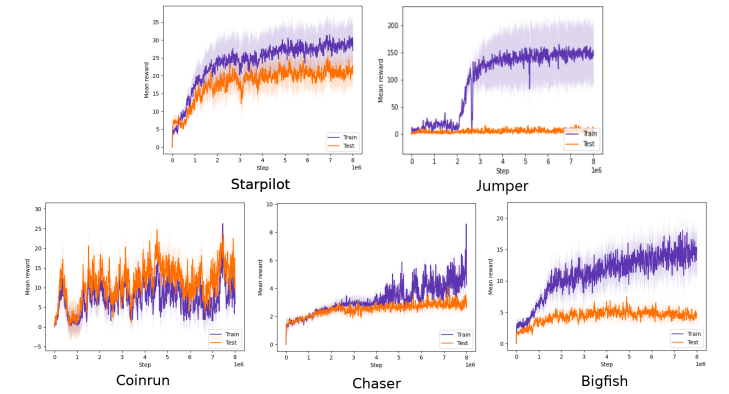 Mean reward
35
30
25
20
15
10
5
0
0 1 2 3 4 5 6 7 8
Step
1e6
Train
Test
Starpilot
Mean reward
200
150
100
50
0
0 1 2 3 4 5 6 7 8
Step
1e6
Train
Test
Jumper
Mean reward
30
25
20
15
10
5
0
−5
0 1 2 3 4 5 6 7 8
Step
1e6
Train
Test
Coinrun
Mean reward
10
8
6
4
2
0
0 1 2 3 4 5 6 7 8
Step
1e6
Train
Test
Chaser
Mean reward
20
15
10
5
0
0 1 2 3 4 5 6 7 8
Step
1e6
Train
Test
Bigfish